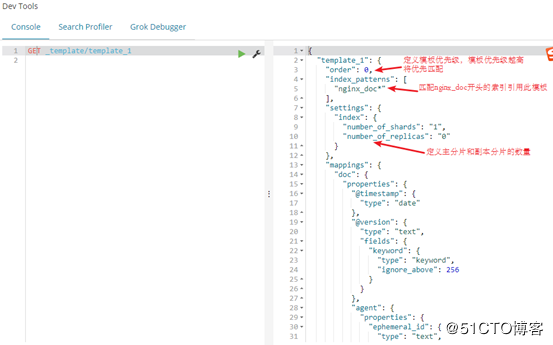 Dev Tools
Console Search Profiler Grok Debugger
1 GET _template/template_1
2
1 {
2 "template_1": {
3 "order": 0,
定义模板优先级，模板优先级越高
将优先匹配
4 "index_patterns": [
5 "nginx_doc*"
匹配nginx_doc开头的索引引用此模板
6 ],
7 "settings": {
8 "index": {
9 "number_of_shards": "1",
10 "number_of_replicas": "0"
定义主分片和副本分片的数量
11 }
12 },
13 "mappings": {
14 "doc": {
15 "properties": {
16 "@timestamp": {
17 "type": "date"
18 },
19 "@version": {
20 "type": "text",
21 "fields": {
22 "keyword": {
23 "type": "keyword",
24 "ignore_above": 256
25 }
26 }
27 },
28 "agent": {
29 "properties": {
30 "ephemeral_id": {
31 "type": "text",
@51CTO博客